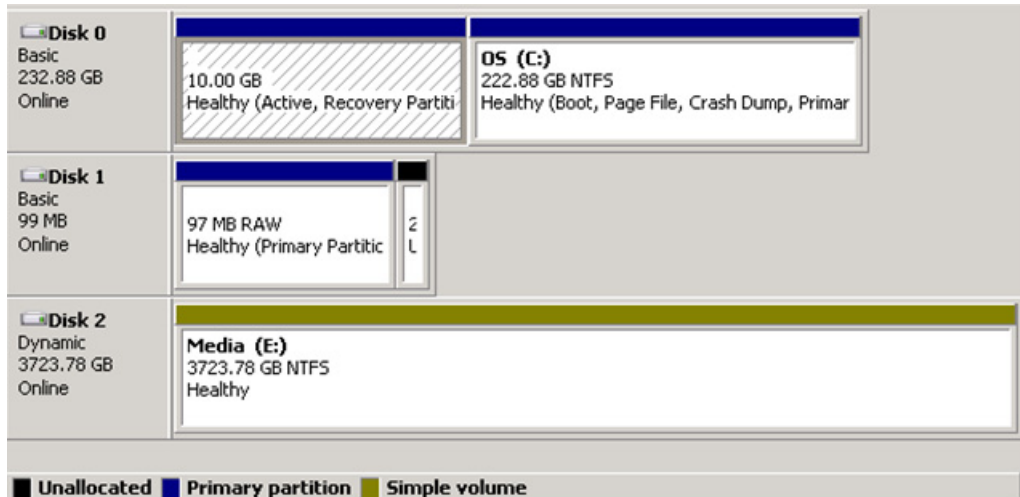 Disk 0
Basic
232.88 GB
Online
10.00 GB
Healthy (Active, Recovery Partiti
OS (C:)
222.88 GB NTFS
Healthy (Boot, Page File, Crash Dump, Primar
Disk 1
Basic
99 MB
Online
97 MB RAW
Healthy (Primary Partitic
2
L
Disk 2
Dynamic
3723.78 GB
Online
Media (E:)
3723.78 GB NTFS
Healthy
Unallocated Primary partition Simple volume